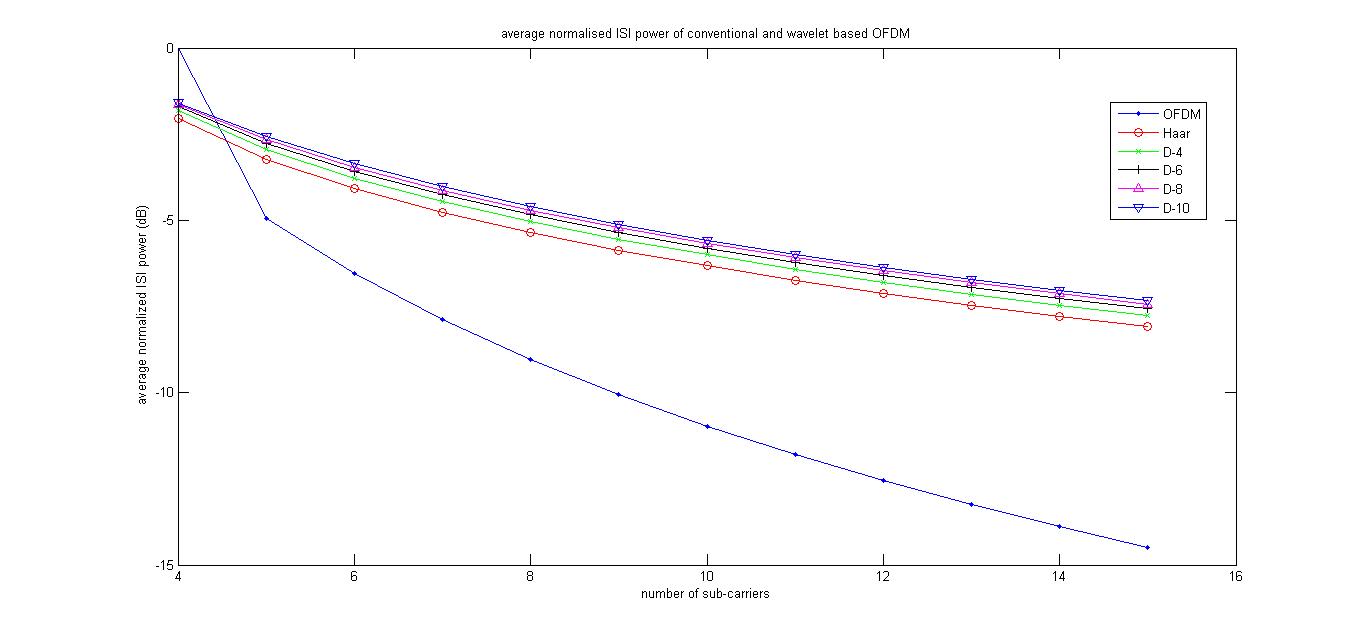 average normalised ISI power of conventional and wavelet based OFDM
0
-5
-10
-15
average normalized ISI power (dB)
OFDM
Haar
D-4
D-6
D-8
D-10
4 6 8 10 12 14 16
number of sub-carriers